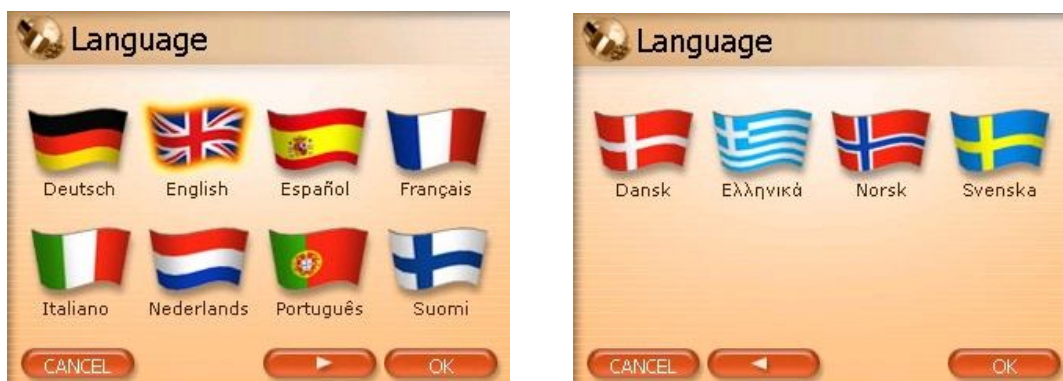 Language
Deutsch English Español Français
Italiano Nederlands Português Suomi
CANCEL OK
Language
Dansk Ελληνικά Norsk Svenska
CANCEL OK